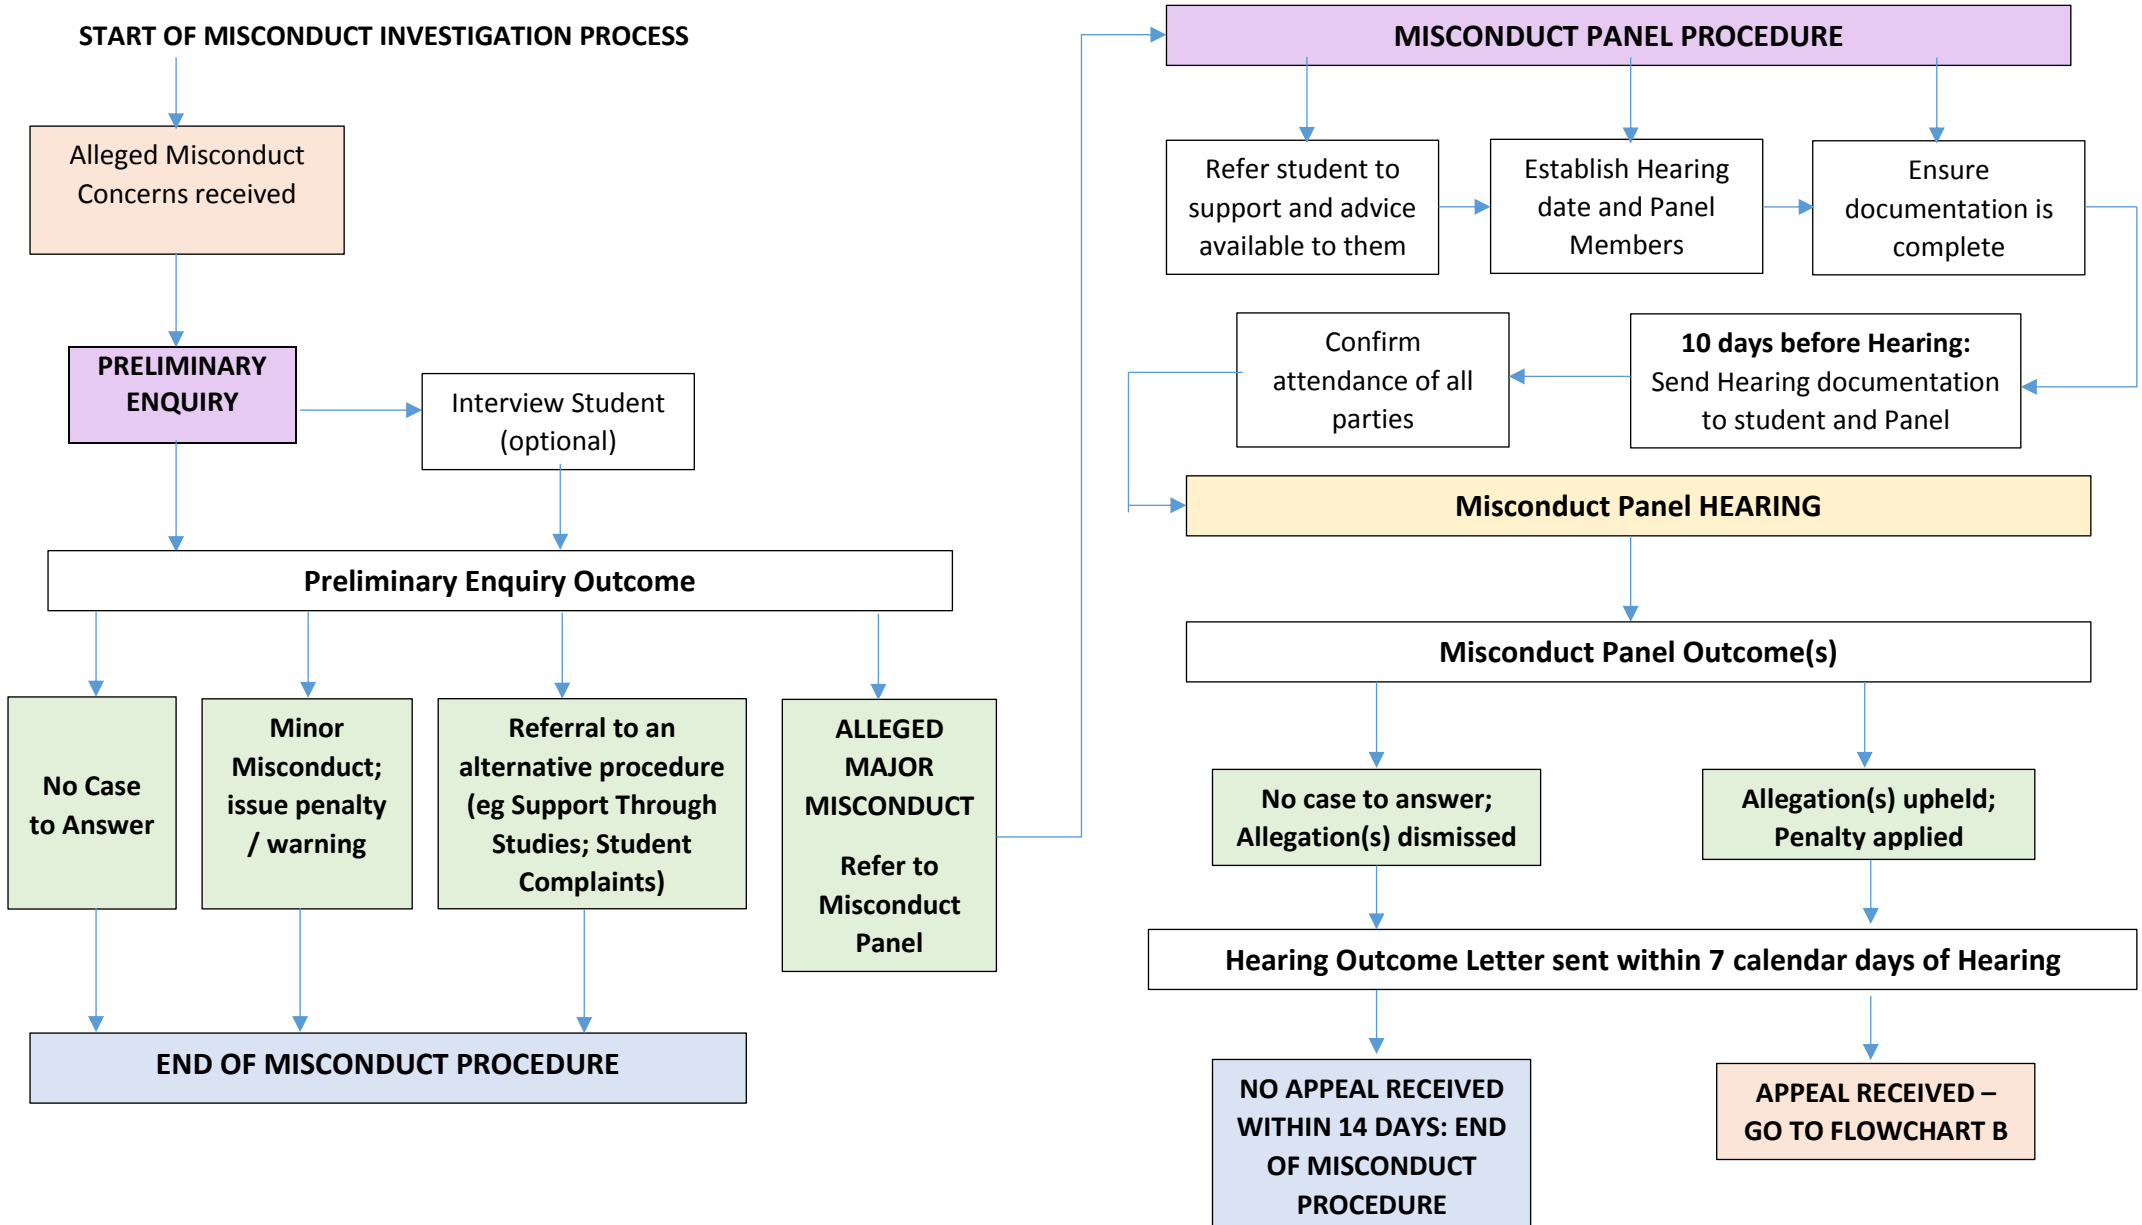 START OF MISCONDUCT INVESTIGATION PROCESS
Alleged Misconduct
Concerns received
PRELIMINARY
ENQUIRY
Interview Student
(optional)
Preliminary Enquiry Outcome
No Case
to Answer
Minor
Misconduct;
issue penalty
/ warning
Referral to an
alternative procedure
(eg Support Through
Studies; Student
Complaints)
ALLEGED
MAJOR
MISCONDUCT
Refer to
Misconduct
Panel
END OF MISCONDUCT PROCEDURE
MISCONDUCT PANEL PROCEDURE
Refer student to
support and advice
available to them
Establish Hearing
date and Panel
Members
Ensure
documentation is
complete
10 days before Hearing:
Send Hearing documentation
to student and Panel
Confirm
attendance of all
parties
Misconduct Panel HEARING
Misconduct Panel Outcome(s)
No case to answer;
Allegation(s) dismissed
Allegation(s) upheld;
Penalty applied
Hearing Outcome Letter sent within 7 calendar days of Hearing
NO APPEAL RECEIVED
WITHIN 14 DAYS: END
OF MISCONDUCT
PROCEDURE
APPEAL RECEIVED –
GO TO FLOWCHART B